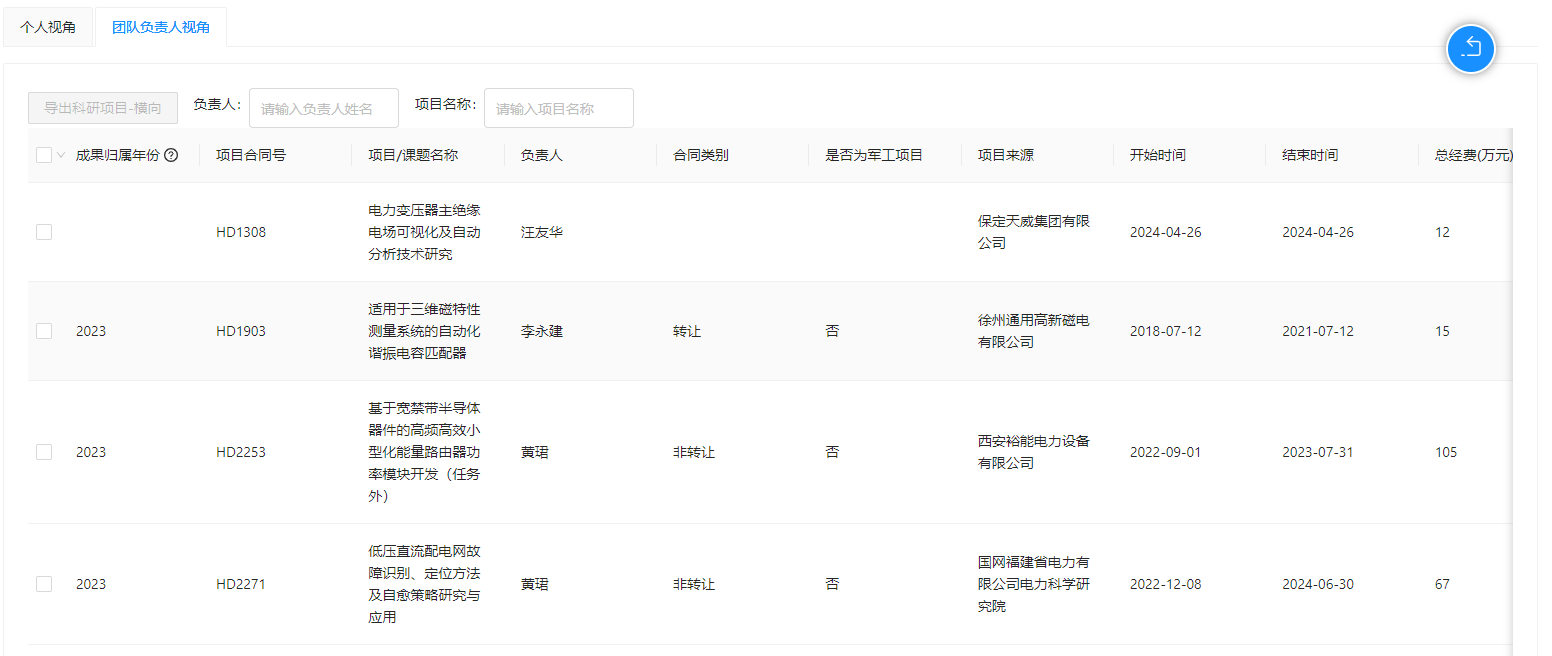 个人视角
团队负责人视角
导出科研项目-横向
负责人：
请输入负责人姓名
项目名称：
请输入项目名称
成果归属年份
项目合同号
项目/课题名称
负责人
合同类别
是否为军工项目
项目来源
开始时间
结束时间
总经费(万元)
HD1308
电力变压器主绝缘
电场可视化及自动
分析技术研究
汪友华
保定天威集团有限
公司
2024-04-26
2024-04-26
12
2023
HD1903
适用于三维磁特性
测量系统的自动化
谐振电容匹配器
李永建
转让
否
徐州通用高新磁电
有限公司
2018-07-12
2021-07-12
15
2023
HD2253
基于宽禁带半导体
器件的高频高效小
型化能量路由器功
率模块开发（任务
外）
黄珺
非转让
否
西安裕能电力设备
有限公司
2022-09-01
2023-07-31
105
2023
HD2271
低压直流配电网故
障识别、定位方法
及自愈策略研究与
应用
黄珺
非转让
否
国网福建省电力有
限公司电力科学研
究院
2022-12-08
2024-06-30
67